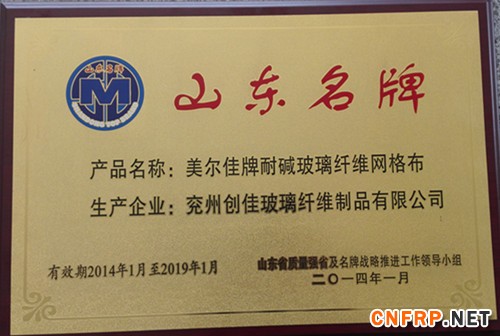 山东名牌
山东名牌
产品名称：美尔佳牌耐碱玻璃纤维网格布
生产企业：兖州创佳玻璃纤维制品有限公司
有效期2014年1月至2019年1月
山东省质量强省及名牌战略推进工作领导小组
二〇一四年一月
CNFRP.NET